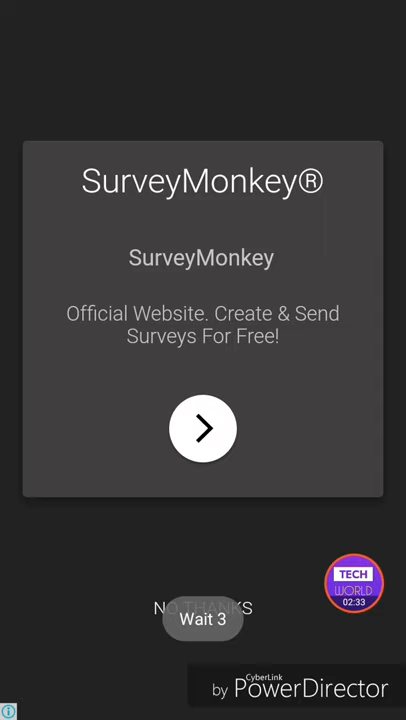 SurveyMonkey®
SurveyMonkey
Official Website. Create & Send
Surveys For Free!
NO THANKS
Wait 3
TECH
WORLD
02:33
CyberLink
by PowerDirector